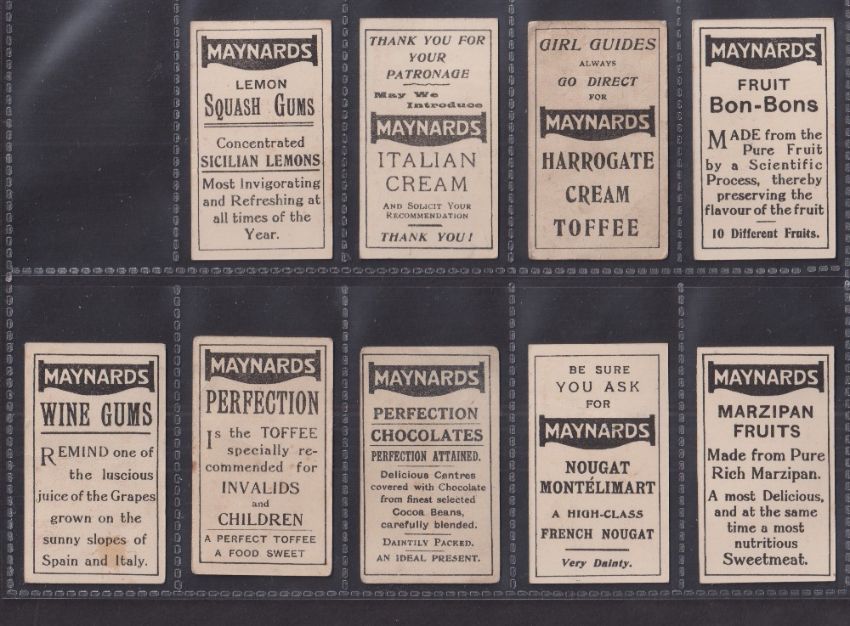 MAYNARDS
LEMON
SQUASH GUMS
Concentrated
SICILIAN LEMONS
Most Invigorating
and Refreshing at
all times of the
Year.
THANK YOU FOR
YOUR
PATRONAGE
May We
Introduce
MAYNARDS
ITALIAN
CREAM
AND SOLICIT YOUR
RECOMMENDATION
THANK YOU!
GIRL GUIDES
ALWAYS
GO DIRECT
FOR
MAYNARDS
HARROGATE
CREAM
TOFFEE
MAYNARDS
FRUIT
Bon-Bons
MADE from the
Pure Fruit
by a Scientific
Process, thereby
preserving the
flavour of the fruit
10 Different Fruits.
MAYNARDS
WINE GUMS
REMIND one of
the luscious
juice of the Grapes
grown on the
sunny slopes of
Spain and Italy.
MAYNARDS
PERFECTION
Is the TOFFEE
specially re-
commended for
INVALIDS
and
CHILDREN
A PERFECT TOFFEE
A FOOD SWEET
MAYNARDS
PERFECTION
CHOCOLATES
PERFECTION ATTAINED.
Delicious Centres
covered with Chocolate
from finest selected
Cocoa Beans,
carefully blended.
DAINTILY PACKED.
AN IDEAL PRESENT.
BE SURE
YOU ASK
FOR
MAYNARDS
NOUGAT
MONTÉLIMART
A HIGH-CLASS
FRENCH NOUGAT
Very Dainty.
MAYNARDS
MARZIPAN
FRUITS
Made from Pure
Rich Marzipan.
A most Delicious,
and at the same
time a most
nutritious
Sweetmeat.